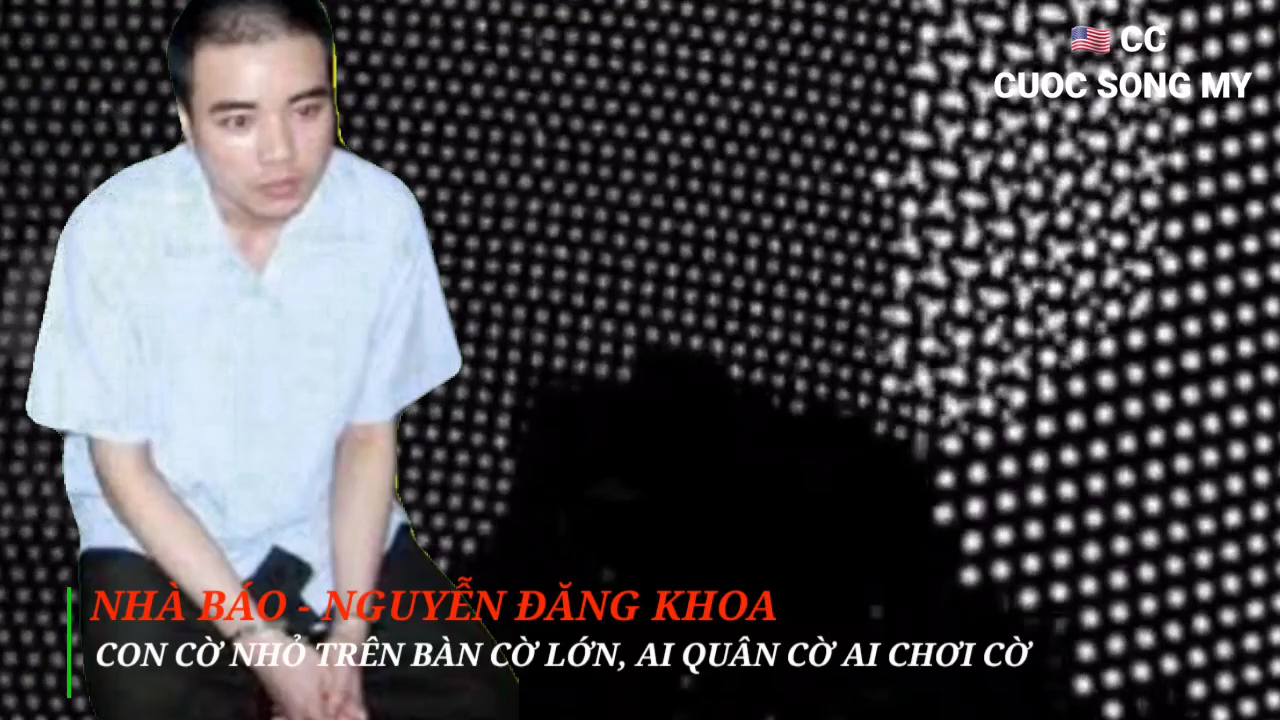 🇺🇸 CC
CUOC SONG MY
NHÀ BÁO - NGUYỄN ĐĂNG KHOA
CON CỜ NHỎ TRÊN BÀN CỜ LỚN, AI QUÂN CỜ AI CHƠI CỜ